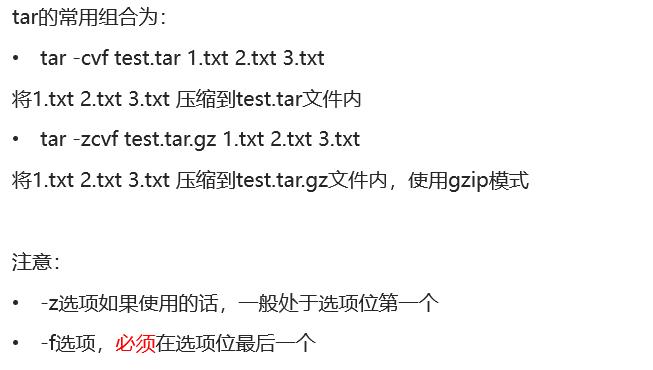 tar的常用组合为：
• tar -cvf test.tar 1.txt 2.txt 3.txt
将1.txt 2.txt 3.txt 压缩到test.tar文件内
• tar -zcvf test.tar.gz 1.txt 2.txt 3.txt
将1.txt 2.txt 3.txt 压缩到test.tar.gz文件内，使用gzip模式
注意：
• -z选项如果使用的话，一般处于选项位第一个
• -f选项，必须在选项位最后一个